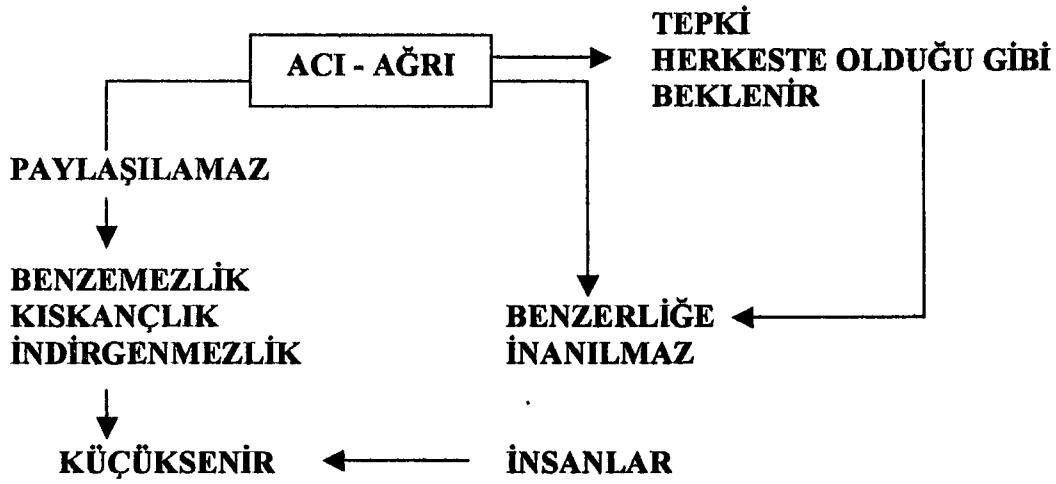 TEPKİ
ACI - AĞRI
HERKESTE OLDUĞU GİBİ
BEKLENİR
PAYLAŞILAMAZ
BENZEMEZLİK
KISKANÇLIK
İNDİRGENMEZLİK
BENZERLİĞE
İNANILMAZ
KÜÇÜKSENİR
İNSANLAR